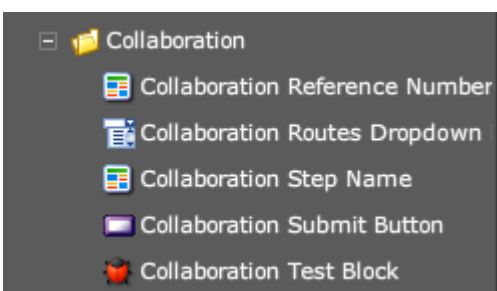 Collaboration
Collaboration Reference Number
Collaboration Routes Dropdown
Collaboration Step Name
Collaboration Submit Button
Collaboration Test Block